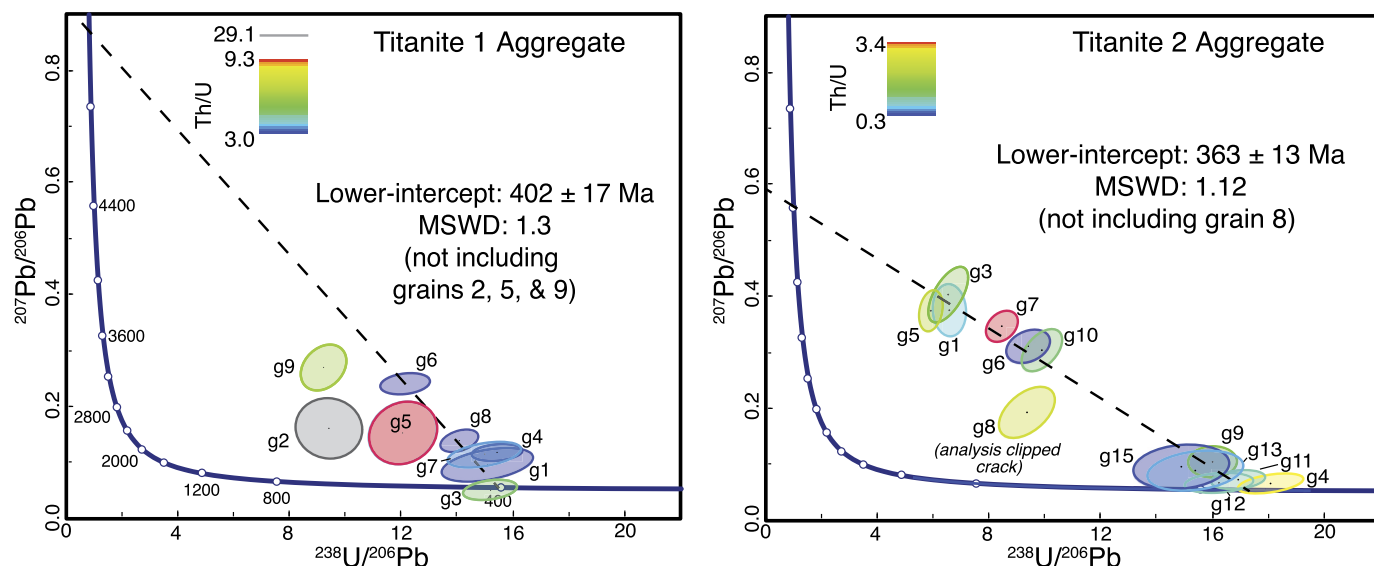 Titanite 1 Aggregate
29.1
9.3
Th/U
3.0
Lower-intercept: 402 ± 17 Ma
MSWD: 1.3
(not including
grains 2, 5, & 9)
207Pb/206Pb
0.8
0.6
0.4
0.2
0.0
4400
3600
2800
2000
1200
800
400
g9
g6
g2
g5
g8
g4
g7
g1
g3
0
4
8
12
16
20
238U/206Pb
Titanite 2 Aggregate
3.4
Th/U
0.3
Lower-intercept: 363 ± 13 Ma
MSWD: 1.12
(not including grain 8)
207Pb/206Pb
0.8
0.6
0.4
0.2
0.0
g3
g5
g1
g7
g6
g10
g8
(analysis clipped
crack)
g9
g15
g13
g11
g4
g12
0
4
8
12
16
20
238U/206Pb